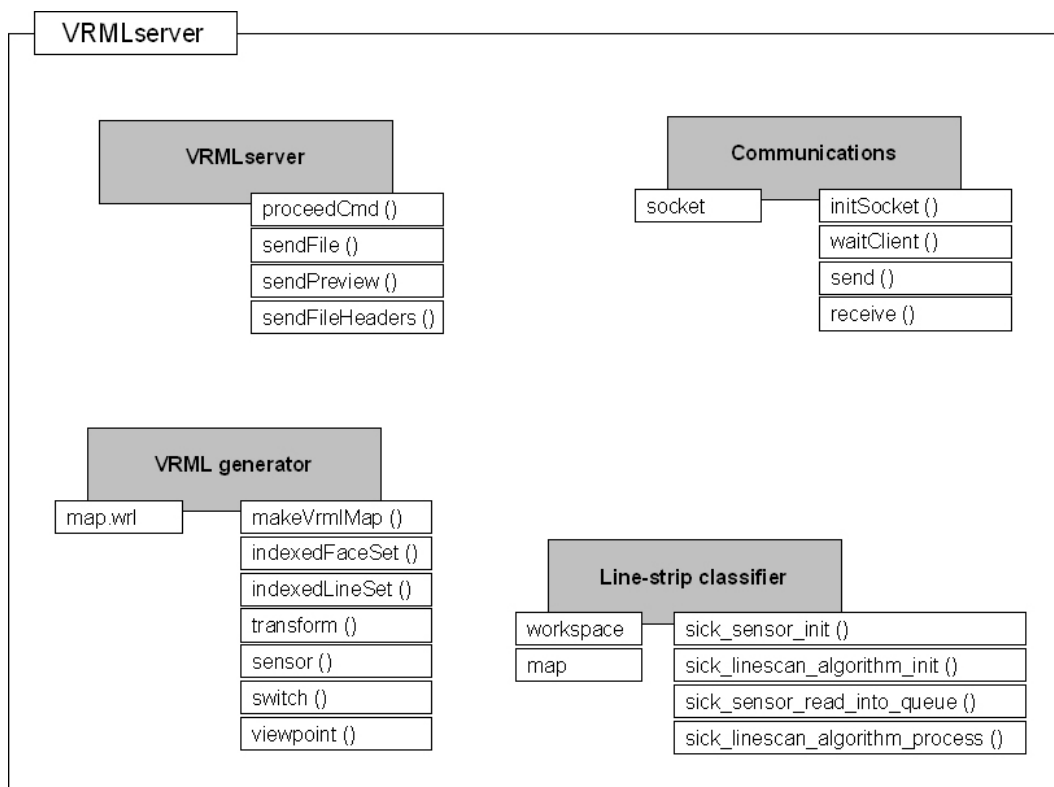 VRMLserver
VRMLserver
proceedCmd ()
sendFile ()
sendPreview ()
sendFileHeaders ()
Communications
socket
initSocket ()
waitClient ()
send ()
receive ()
VRML generator
map.wrl
makeVrmlMap ()
indexedFaceSet ()
indexedLineSet ()
transform ()
sensor ()
switch ()
viewpoint ()
Line-strip classifier
workspace
map
sick_sensor_init ()
sick_linescan_algorithm_init ()
sick_sensor_read_into_queue ()
sick_linescan_algorithm_process ()